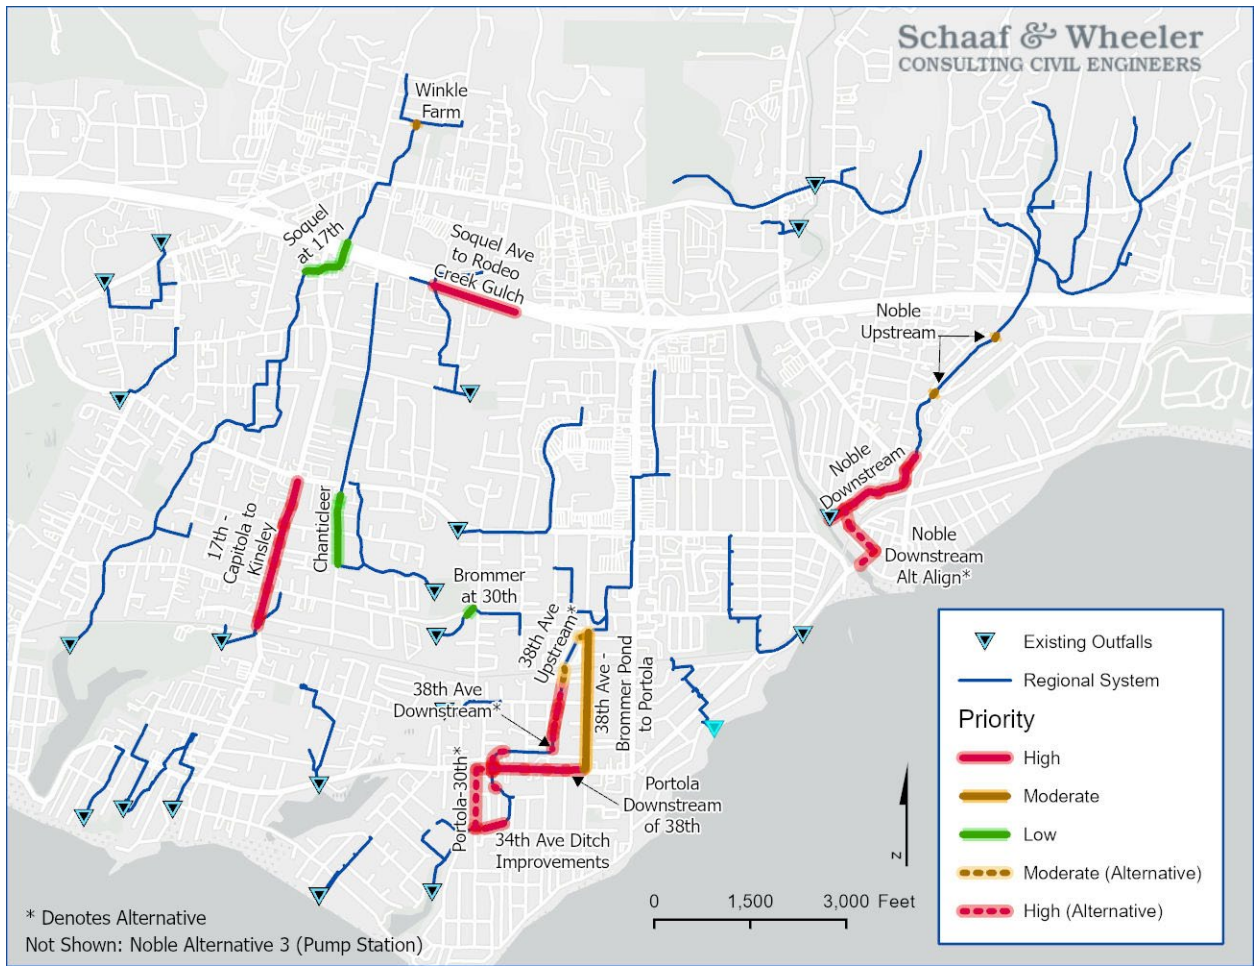 Schaaf & Wheeler
CONSULTING CIVIL ENGINEERS
Winkle
Farm
Soquel
at 17th
Soquel Ave
to Rodeo
Creek Gulch
Noble
Upstream
Noble
Downstream
Noble
Downstream
Alt Align*
17th -
Capitola to
Kinsley
Chanticleer
Brommer
at 30th
38th Ave
Upstream*
38th Ave -
Brommer Pond
to Portola
38th Ave
Downstream*
Portola-30th*
Portola
Downstream
of 38th
34th Ave Ditch
Improvements
Existing Outfalls
Regional System
Priority
High
Moderate
Low
Moderate (Alternative)
High (Alternative)
z
0 1,500 3,000 Feet
* Denotes Alternative
Not Shown: Noble Alternative 3 (Pump Station)